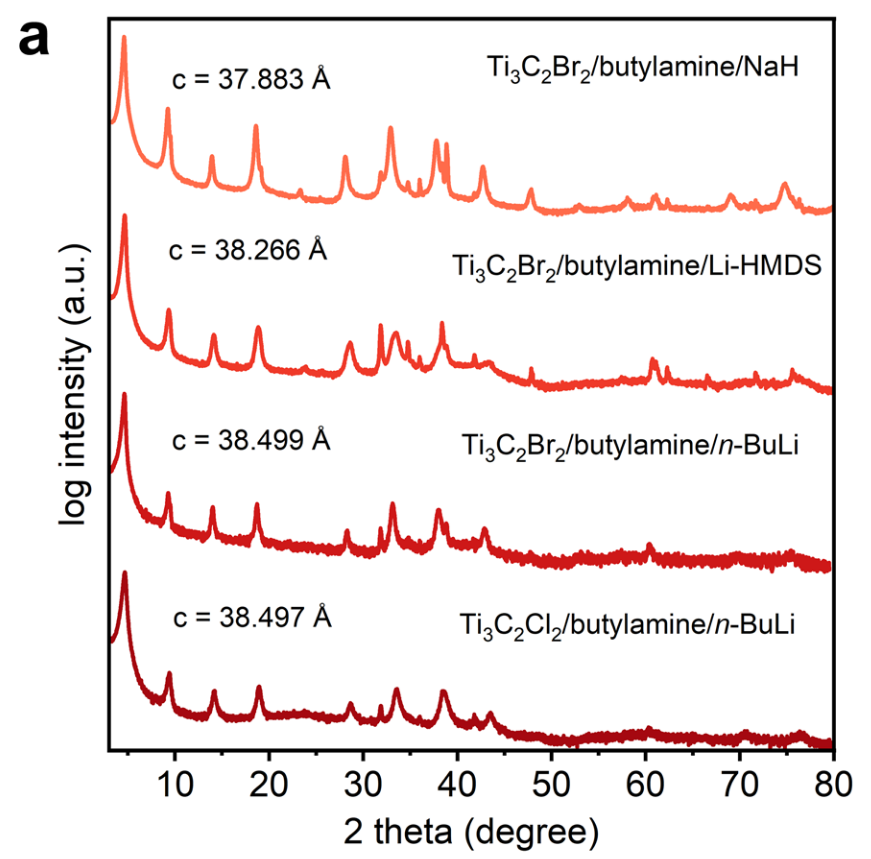 a
c = 37.883 Å
Ti₃C₂Br₂/butylamine/NaH
c = 38.266 Å
Ti₃C₂Br₂/butylamine/Li-HMDS
c = 38.499 Å
Ti₃C₂Br₂/butylamine/n-BuLi
c = 38.497 Å
Ti₃C₂Cl₂/butylamine/n-BuLi
log intensity (a.u.)
10 20 30 40 50 60 70 80
2 theta (degree)